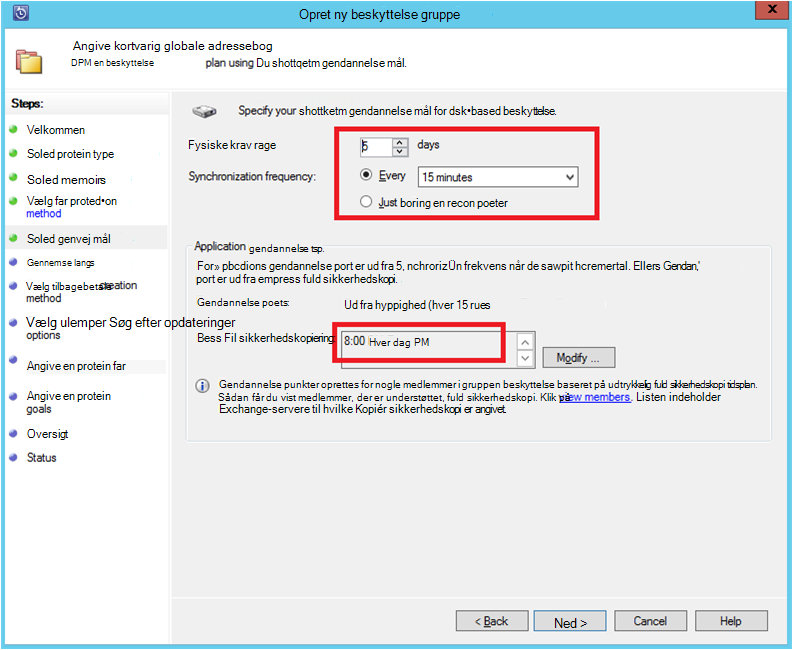 Opret ny beskyttelse gruppe
X
Angive kortvarig globale adressebog
DPM en beskyttelse plan using Du shottqetm gendannelse mål.
Steps:
Velkommen
Soled protein type
Soled memoirs
Vælg far proted•on
method
Soled genvej mål
Gennemse langs
Vælg tilbagebetale creation
method
Vælg ulemper Søg efter opdateringer
options
Angive en protein far
Angive en protein
goals
Oversigt
Status
Specify your shottketm gendannelse mål for dsk•based beskyttelse.
Fysiske krav rage 5 days
Synchronization frequency: Every 15 minutes
Just boring en recon poeter
Application gendannelse tsp.
For» pbcdions gendannelse port er ud fra 5, nchrorizÜn frekvens når de sawpit hcremertal. Ellers Gendan,'
port er ud fra empress fuld sikkerhedskopi.
Gendannelse poets: Ud fra hyppighed (hver 15 rues
Bess Fil sikkerhedskopiering 8:00 Hver dag PM
Modify ...
Gendannelse punkter oprettes for nogle medlemmer i gruppen beskyttelse baseret på udtrykkelig fuld sikkerhedskopi tidsplan.
Sådan får du vist medlemmer, der er understøttet, fuld sikkerhedskopi. Klik på view members. Listen indeholder
Exchange-servere til hvilke Kopiér sikkerhedskopi er angivet.
< Back Ned > Cancel Help